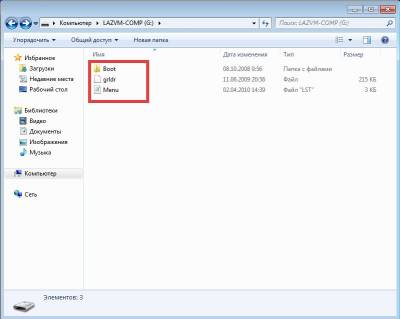 Компьютер ▸ LAZVM-COMP (G:) ▸
Поиск: LAZVM-COMP (G:)
Упорядочить ▾ Общий доступ ▾ Новая папка
Имя Дата изменения Тип Размер
Избранное
Загрузки
Недавние места
Рабочий стол
Библиотеки
Видео
Документы
Изображения
Музыка
Компьютер
Сеть
Boot 08.10.2008 9:56 Папка с файлами
grldr 11.06.2009 20:56 Файл 215 КБ
Menu 02.04.2010 14:39 Файл "LST" 3 КБ
Элементов: 3